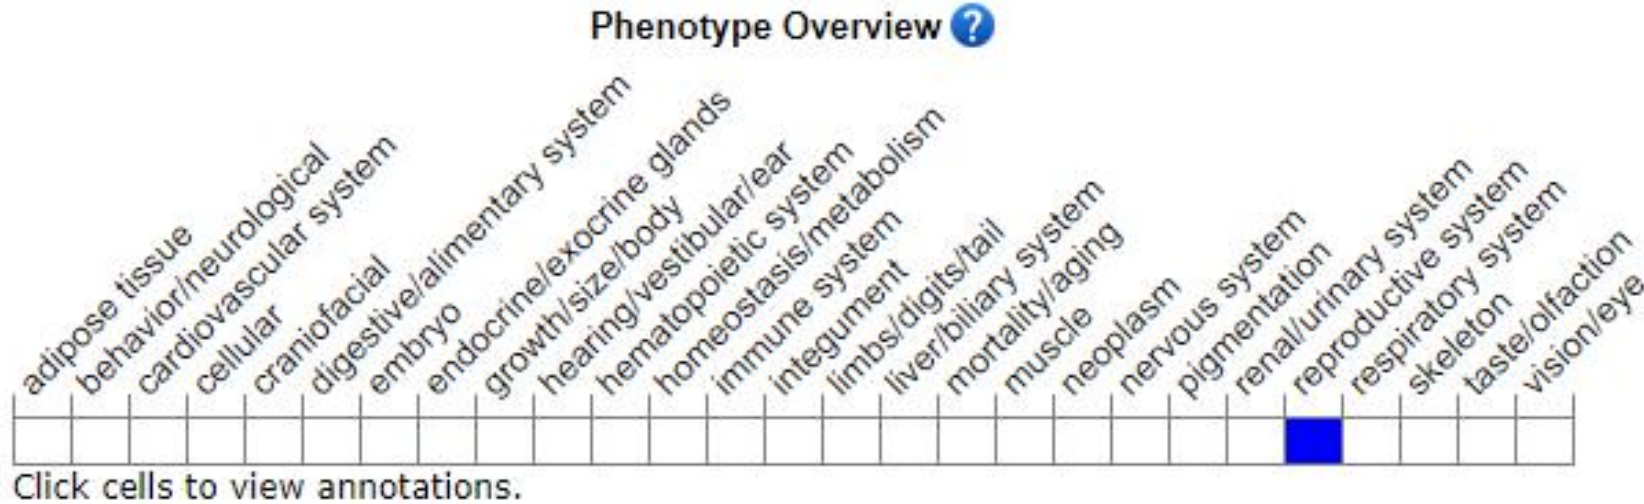 Phenotype Overview ?
adipose tissue
behavior/neurological
cardiovascular system
cellular
craniofacial
digestive/alimentary system
embryo
endocrine/exocrine glands
growth/size/body
hearing/vestibular/ear
hematopoietic system
homeostasis/metabolism
immune system
integument
limbs/digits/tail
liver/biliary system
mortality/aging
muscle
neoplasm
nervous system
pigmentation
renal/urinary system
reproductive system
respiratory system
skeleton
taste/olfaction
vision/eye
Click cells to view annotations.